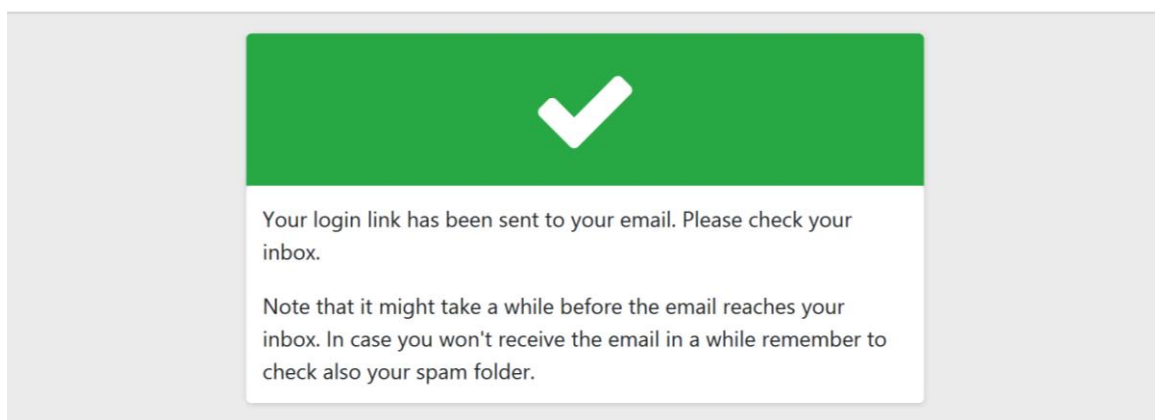 Your login link has been sent to your email. Please check your
inbox.
Note that it might take a while before the email reaches your
inbox. In case you won't receive the email in a while remember to
check also your spam folder.